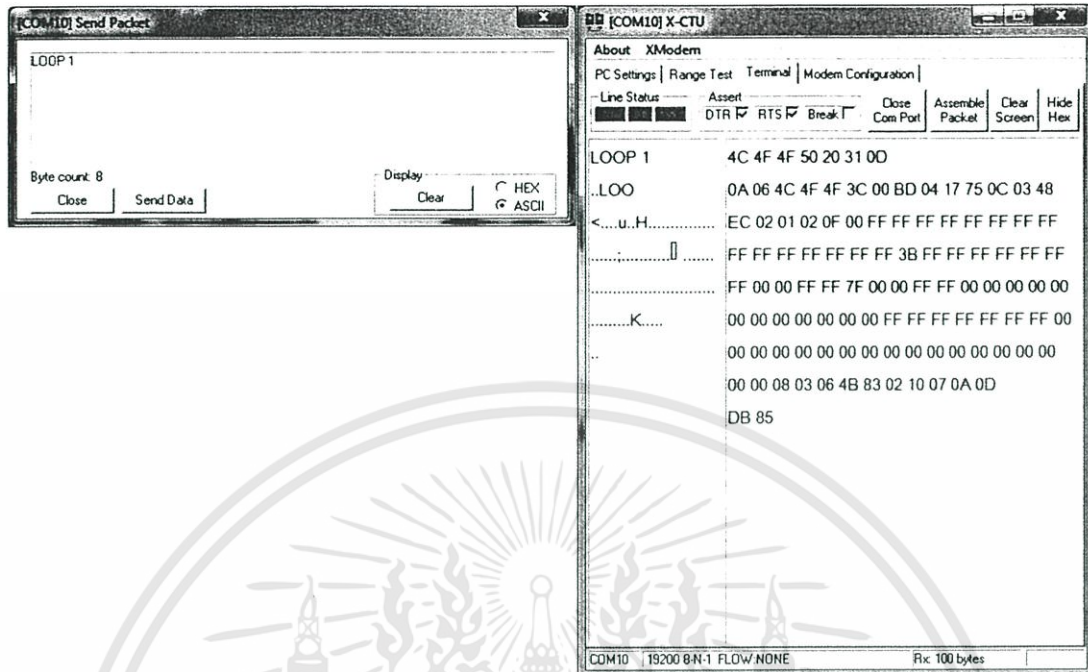 [COM10] Send Packet
LOOP 1
Byte count: 8
Close
Send Data
Display
Clear
HEX
ASCII
[COM10] X-CTU
About XModem
PC Settings Range Test Terminal Modem Configuration
Line Status
Assert
DTR RTS Break
Close Com Port
Assemble Packet
Clear Screen
Hide Hex
LOOP 1 4C 4F 4F 50 20 31 0D
..LOO 0A 06 4C 4F 4F 3C 00 BD 04 17 75 0C 03 48
<....u..H............... EC 02 01 02 0F 00 FF FF FF FF FF FF FF FF
.....;........... ....... FF FF FF FF FF FF FF FF 3B FF FF FF FF FF FF
......................... FF 00 00 FF FF 7F 00 00 FF FF 00 00 00 00 00
.........K..... 00 00 00 00 00 00 00 FF FF FF FF FF FF FF FF 00
.. 00 00 00 00 00 00 00 00 00 00 00 00 00 00 00
00 00 08 03 06 4B 83 02 10 07 0A 0D
DB 85
COM10 19200 8-N-1 FLOW:NONE Rx: 100 bytes